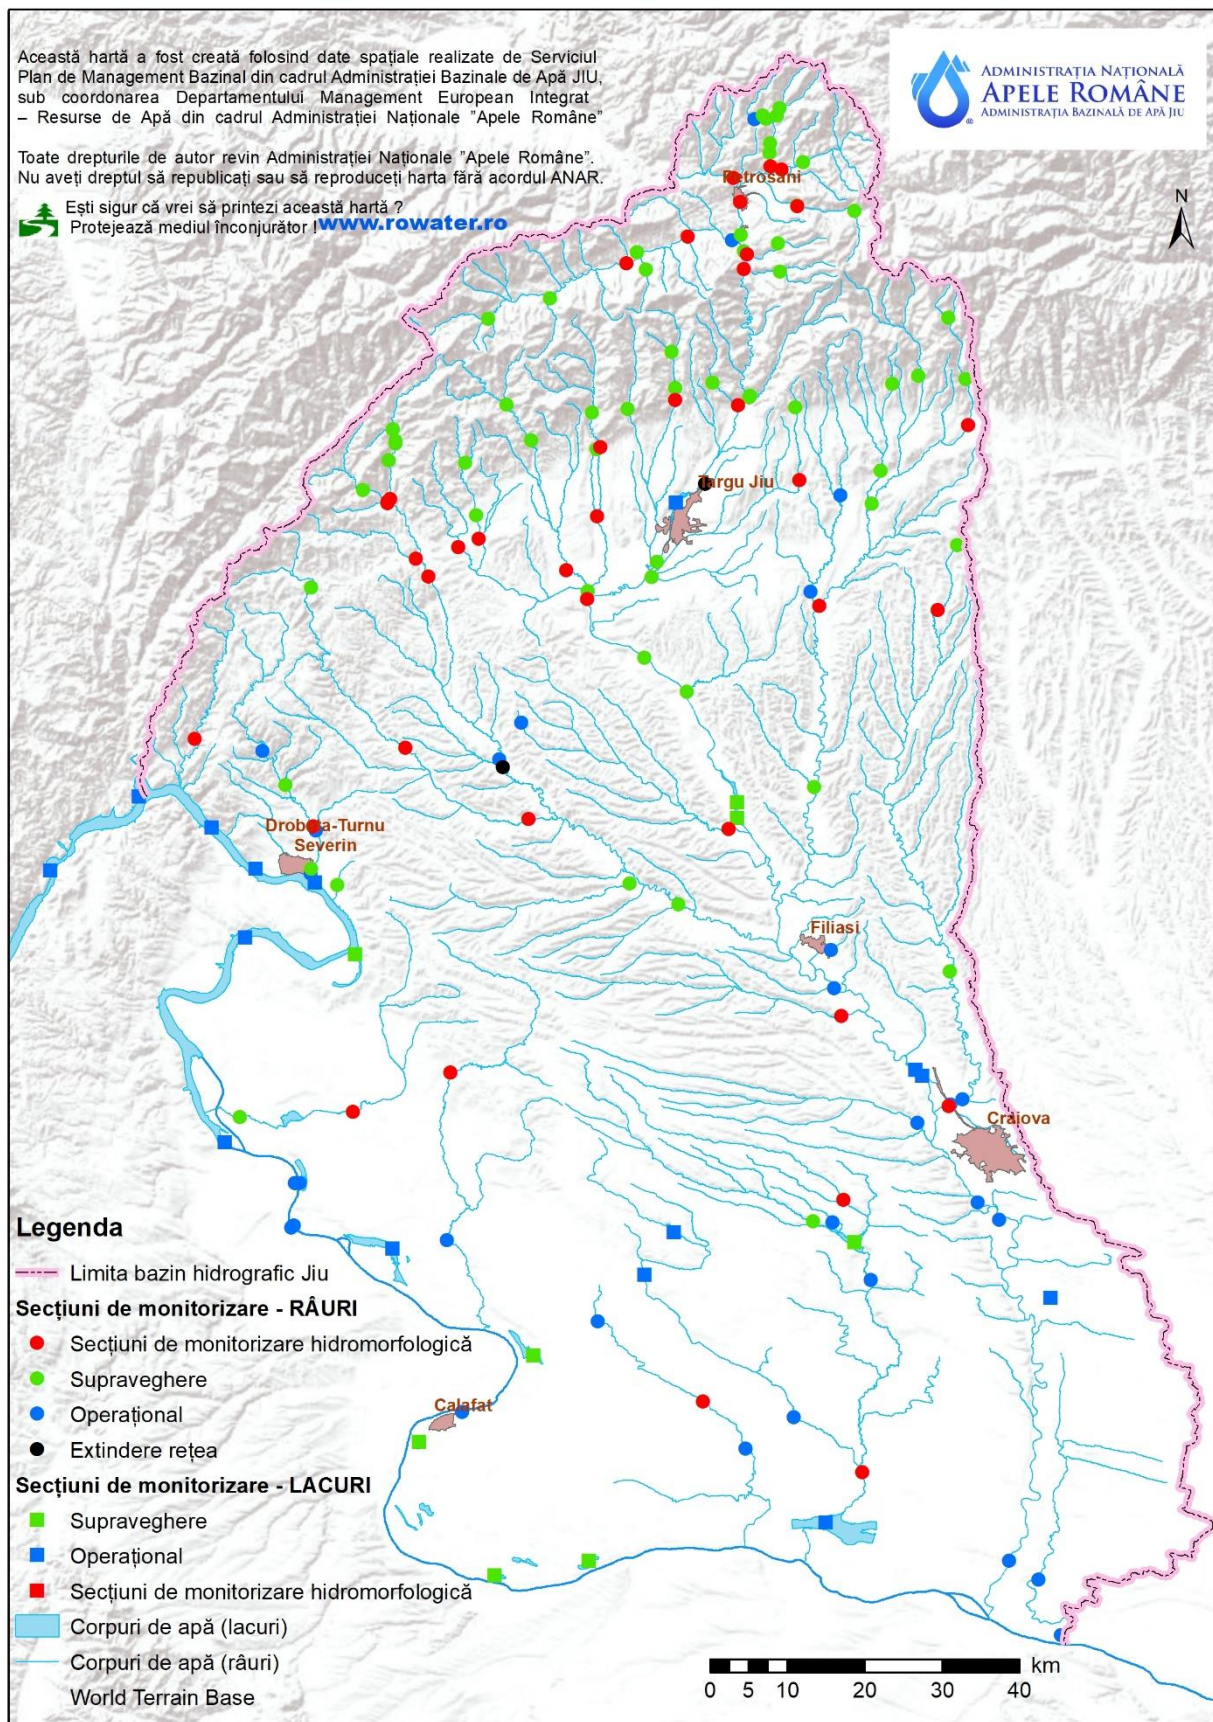 Această hartă a fost creată folosind date spațiale realizate de Serviciul
Plan de Management Bazinal din cadrul Administrației Bazinale de Apă JIU,
sub coordonarea Departamentului Management European Integrat
– Resurse de Apă din cadrul Administrației Naționale ”Apele Române”
Toate drepturile de autor revin Administrației Naționale ”Apele Române”.
Nu aveți dreptul să republicați sau să reproduceți harta fără acordul ANAR.
Ești sigur că vrei să printezi această hartă ?
Protejează mediul înconjurător ! www.rowater.ro
ADMINISTRAȚIA NAȚIONALĂ
APELE ROMÂNE
ADMINISTRAȚIA BAZINALĂ DE APĂ JIU
®
N
Petrosani
Targu Jiu
Drobeta-Turnu
Severin
Filiasi
Craiova
Calafat
Legenda
Limita bazin hidrografic Jiu
Secțiuni de monitorizare - RÂURI
Secțiuni de monitorizare hidromorfologică
Supraveghere
Operațional
Extindere rețea
Secțiuni de monitorizare - LACURI
Supraveghere
Operațional
Secțiuni de monitorizare hidromorfologică
Corpuri de apă (lacuri)
Corpuri de apă (râuri)
World Terrain Base
km
0 5 10 20 30 40